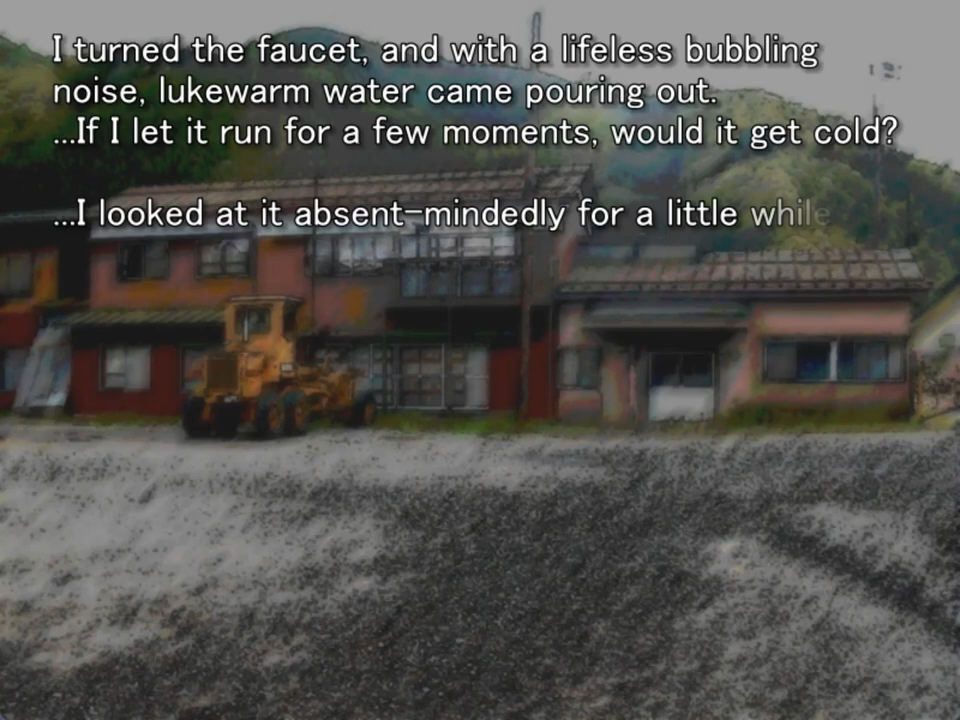 I turned the faucet, and with a lifeless bubbling
noise, lukewarm water came pouring out.
...If I let it run for a few moments, would it get cold?
...I looked at it absent-mindedly for a little while